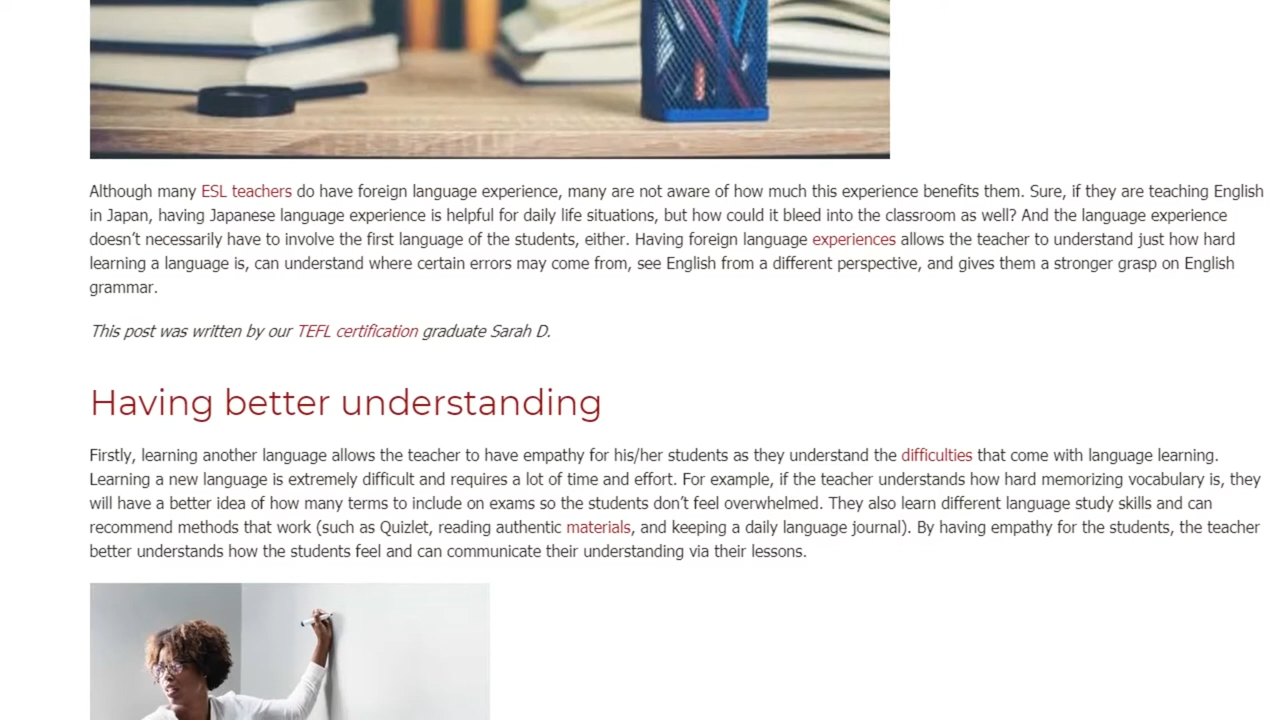 Although many ESL teachers do have foreign language experience, many are not aware of how much this experience benefits them. Sure, if they are teaching English
in Japan, having Japanese language experience is helpful for daily life situations, but how could it bleed into the classroom as well? And the language experience
doesn’t necessarily have to involve the first language of the students, either. Having foreign language experiences allows the teacher to understand just how hard
learning a language is, can understand where certain errors may come from, see English from a different perspective, and gives them a stronger grasp on English
grammar.
This post was written by our TEFL certification graduate Sarah D.
Having better understanding
Firstly, learning another language allows the teacher to have empathy for his/her students as they understand the difficulties that come with language learning.
Learning a new language is extremely difficult and requires a lot of time and effort. For example, if the teacher understands how hard memorizing vocabulary is, they
will have a better idea of how many terms to include on exams so the students don’t feel overwhelmed. They also learn different language study skills and can
recommend methods that work (such as Quizlet, reading authentic materials, and keeping a daily language journal). By having empathy for the students, the teacher
better understands how the students feel and can communicate their understanding via their lessons.